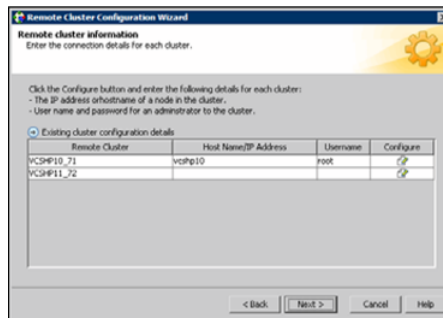 Remote Cluster Configuration Wizard
Remote cluster information
Enter the connection details for each cluster.
Click the Configure button and enter the following details for each cluster:
- The IP address orhostname of a node in the cluster.
- User name and password for an adminstrator to the cluster.
Existing cluster configuration details
Remote Cluster Host Name/IP Address Username Configure
VCSHP10_71 vcshp10 root
VCSHP11_72
< Back Next > Cancel Help